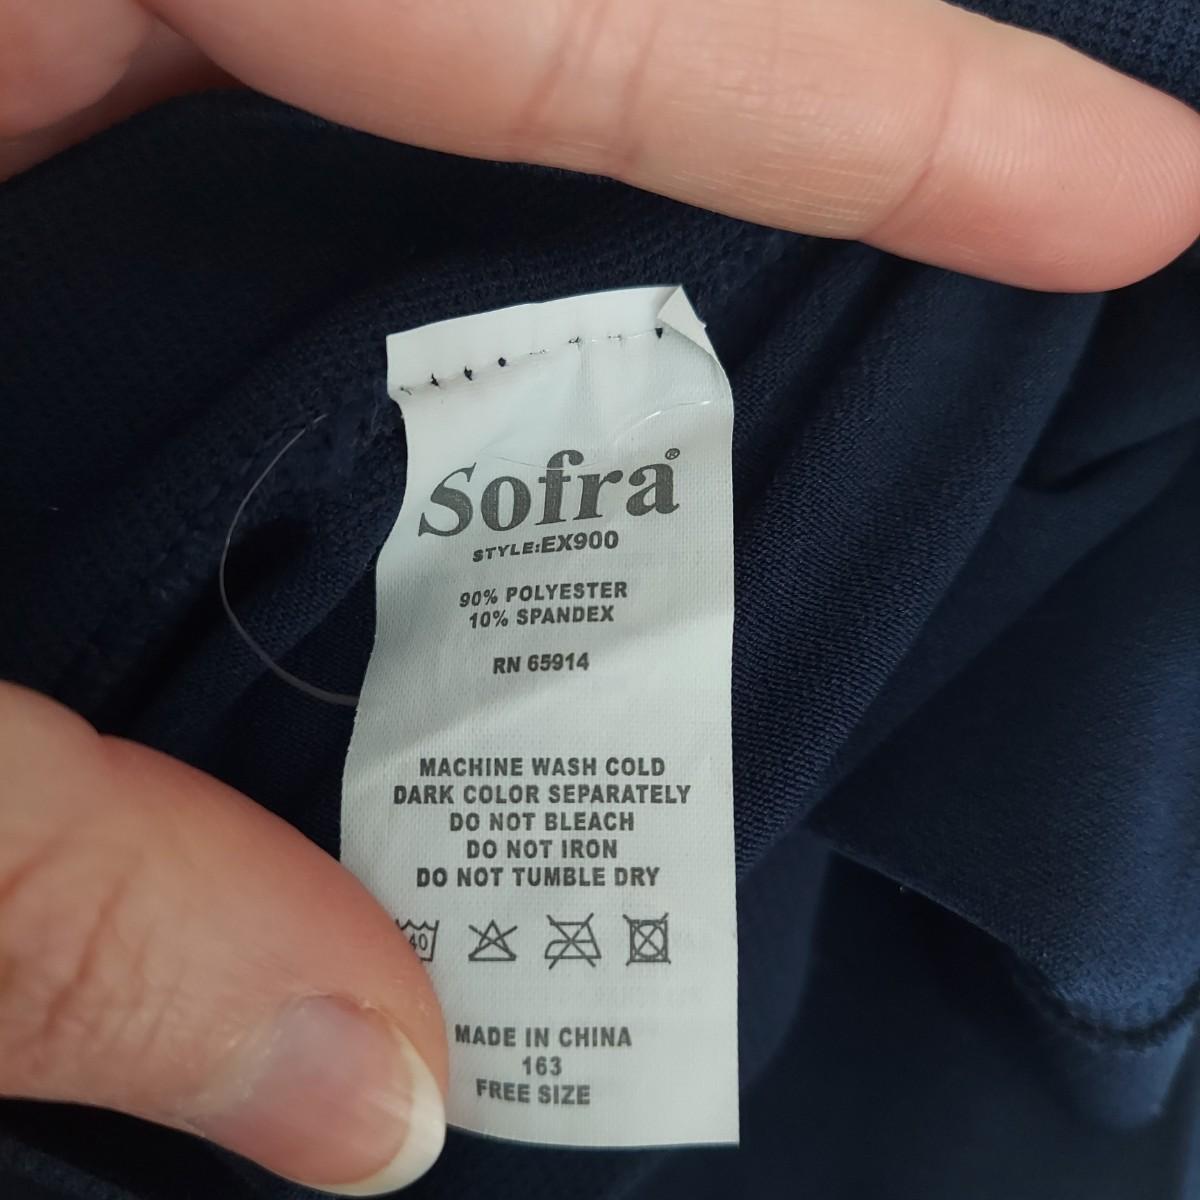 Sofra®
STYLE:EX900
90% POLYESTER
10% SPANDEX
RN 65914
MACHINE WASH COLD
DARK COLOR SEPARATELY
DO NOT BLEACH
DO NOT IRON
DO NOT TUMBLE DRY
40
MADE IN CHINA
163
FREE SIZE